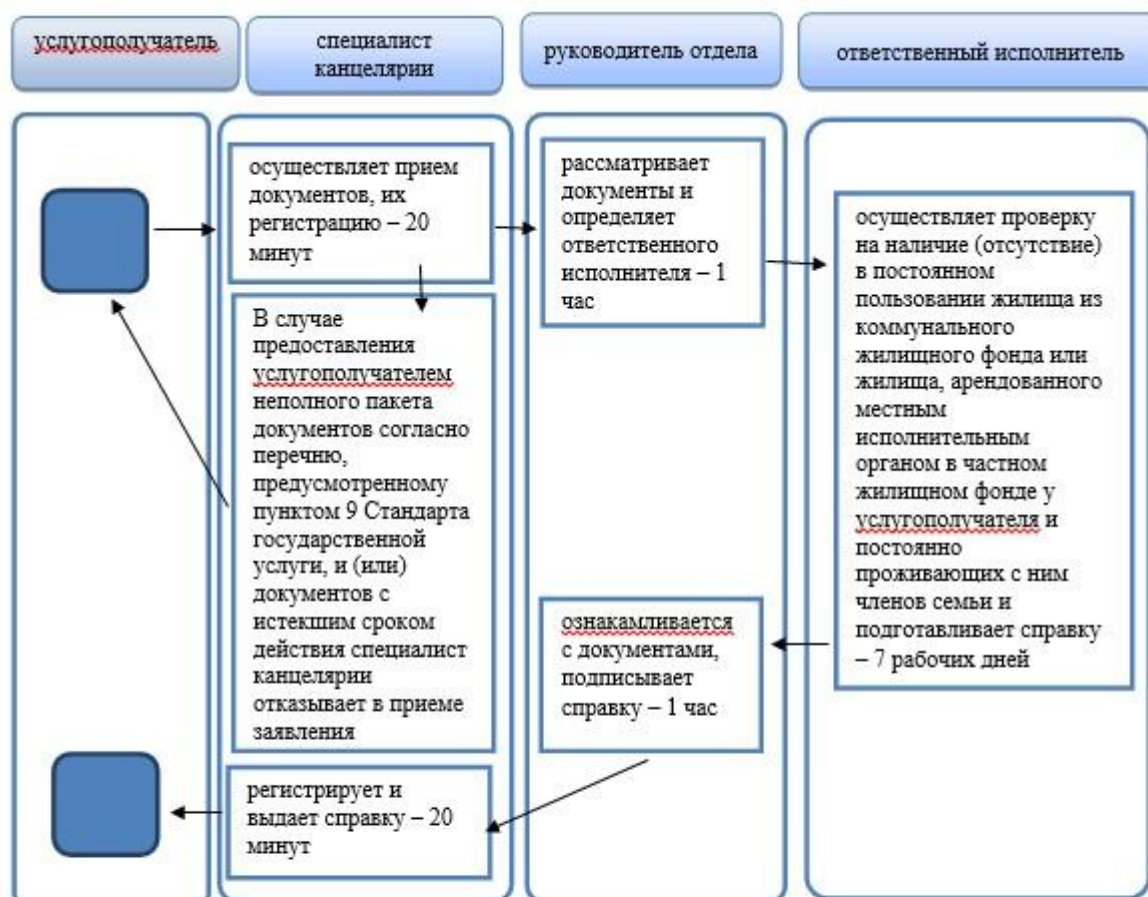 услугополучатель
специалист
канцелярии
руководитель отдела
ответственный исполнитель
осуществляет прием
документов, их
регистрацию – 20
минут
В случае
предоставления
услугополучателем
неполного пакета
документов согласно
перечню,
предусмотренному
пунктом 9 Стандарта
государственной
услуги, и (или)
документов с
истекшим сроком
действия специалист
канцелярии
отказывает в приеме
заявления
регистрирует и
выдает справку – 20
минут
рассматривает
документы и
определяет
ответственного
исполнителя – 1
час
ознакамливается
с документами,
подписывает
справку – 1 час
осуществляет проверку
на наличие (отсутствие)
в постоянном
пользовании жилища из
коммунального
жилищного фонда или
жилища, арендованного
местным
исполнительным
органом в частном
жилищном фонде у
услугополучателя и
постоянно
проживающих с ним
членов семьи и
подготавливает справку
– 7 рабочих дней